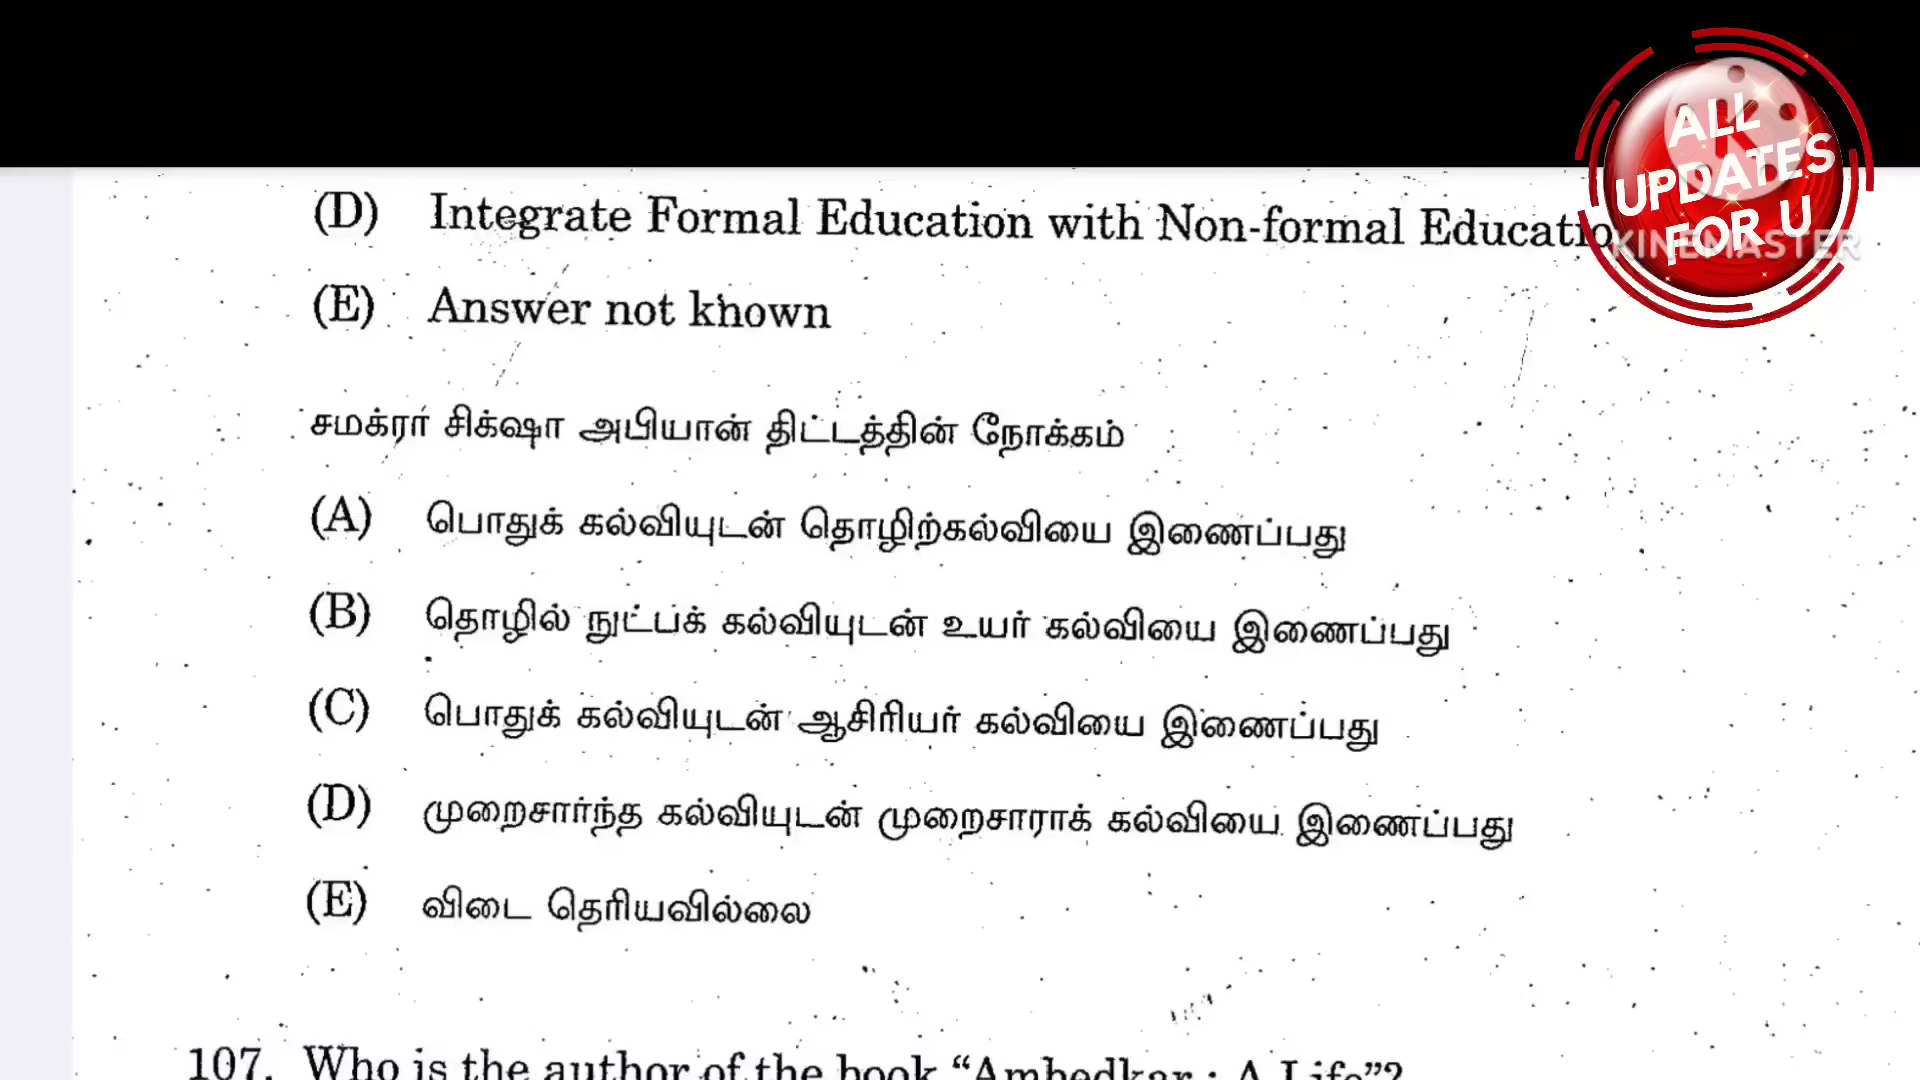 ALL
UPDATES
FOR U
KINEMASTER
(D) Integrate Formal Education with Non-formal Educatio
(E) Answer not khown
சமக்ரா சிக்ஷா அபியான் திட்டத்தின் நோக்கம்
(A) பொதுக் கல்வியுடன் தொழிற்கல்வியை இணைப்பது
(B) தொழில் நுட்பக் கல்வியுடன் உயர் கல்வியை இணைப்பது
(C) பொதுக் கல்வியுடன் ஆசிரியர் கல்வியை இணைப்பது
(D) முறைசார்ந்த கல்வியுடன் முறைசாராக் கல்வியை இணைப்பது
(E) விடை தெரியவில்லை
107. Who is the author of the book “Ambedkar : A Life”?